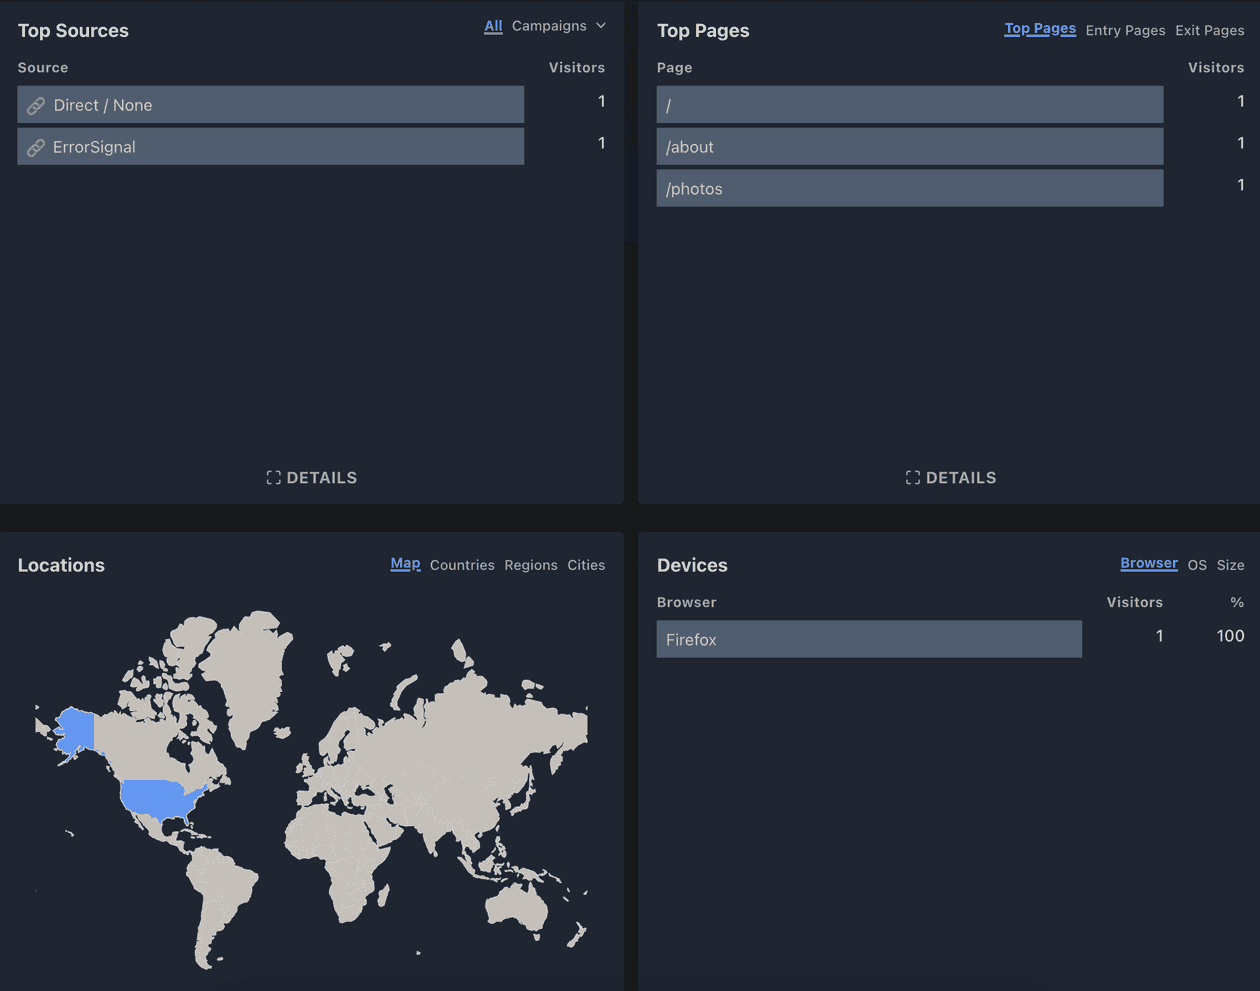 Top Sources
All Campaigns
Source Visitors
Direct / None 1
ErrorSignal 1
DETAILS
Top Pages
Top Pages Entry Pages Exit Pages
Page Visitors
/ 1
/about 1
/photos 1
DETAILS
Locations
Map Countries Regions Cities
Devices
Browser OS Size
Browser Visitors %
Firefox 1 100